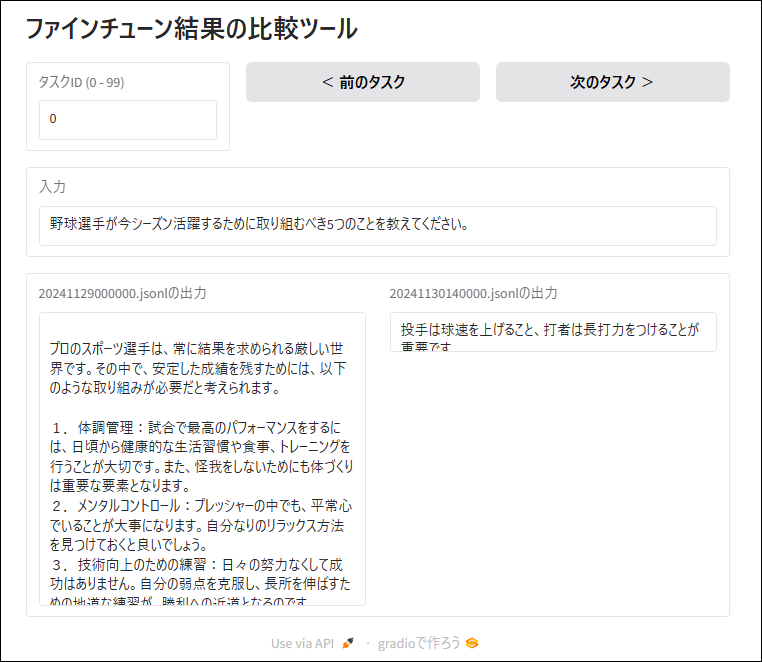 ファインチューン結果の比較ツール
タスクID (0 - 99)
0
< 前のタスク
次のタスク >
入力
野球選手が今シーズン活躍するために取り組むべき5つのことを教えてください。
20241129000000.jsonlの出力
プロのスポーツ選手は、常に結果を求められる厳しい世
界です。その中で、安定した成績を残すためには、以下
のような取り組みが必要だと考えられます。
１．体調管理：試合で最高のパフォーマンスをするに
は、日頃から健康的な生活習慣や食事、トレーニングを
行うことが大切です。また、怪我をしないためにも体づくり
は重要な要素となります。
２．メンタルコントロール：プレッシャーの中でも、平常心
でいることが大事になります。自分なりのリラックス方法
を見つけておくと良いでしょう。
３．技術向上のための練習：日々の努力なくして成
功はありません。自分の弱点を克服し、長所を伸ばすた
めの地道な練習が、勝利への近道となるのです。
20241130140000.jsonlの出力
投手は球速を上げること、打者は長打力をつけることが
重要です
Use via API
·
gradioで作ろう